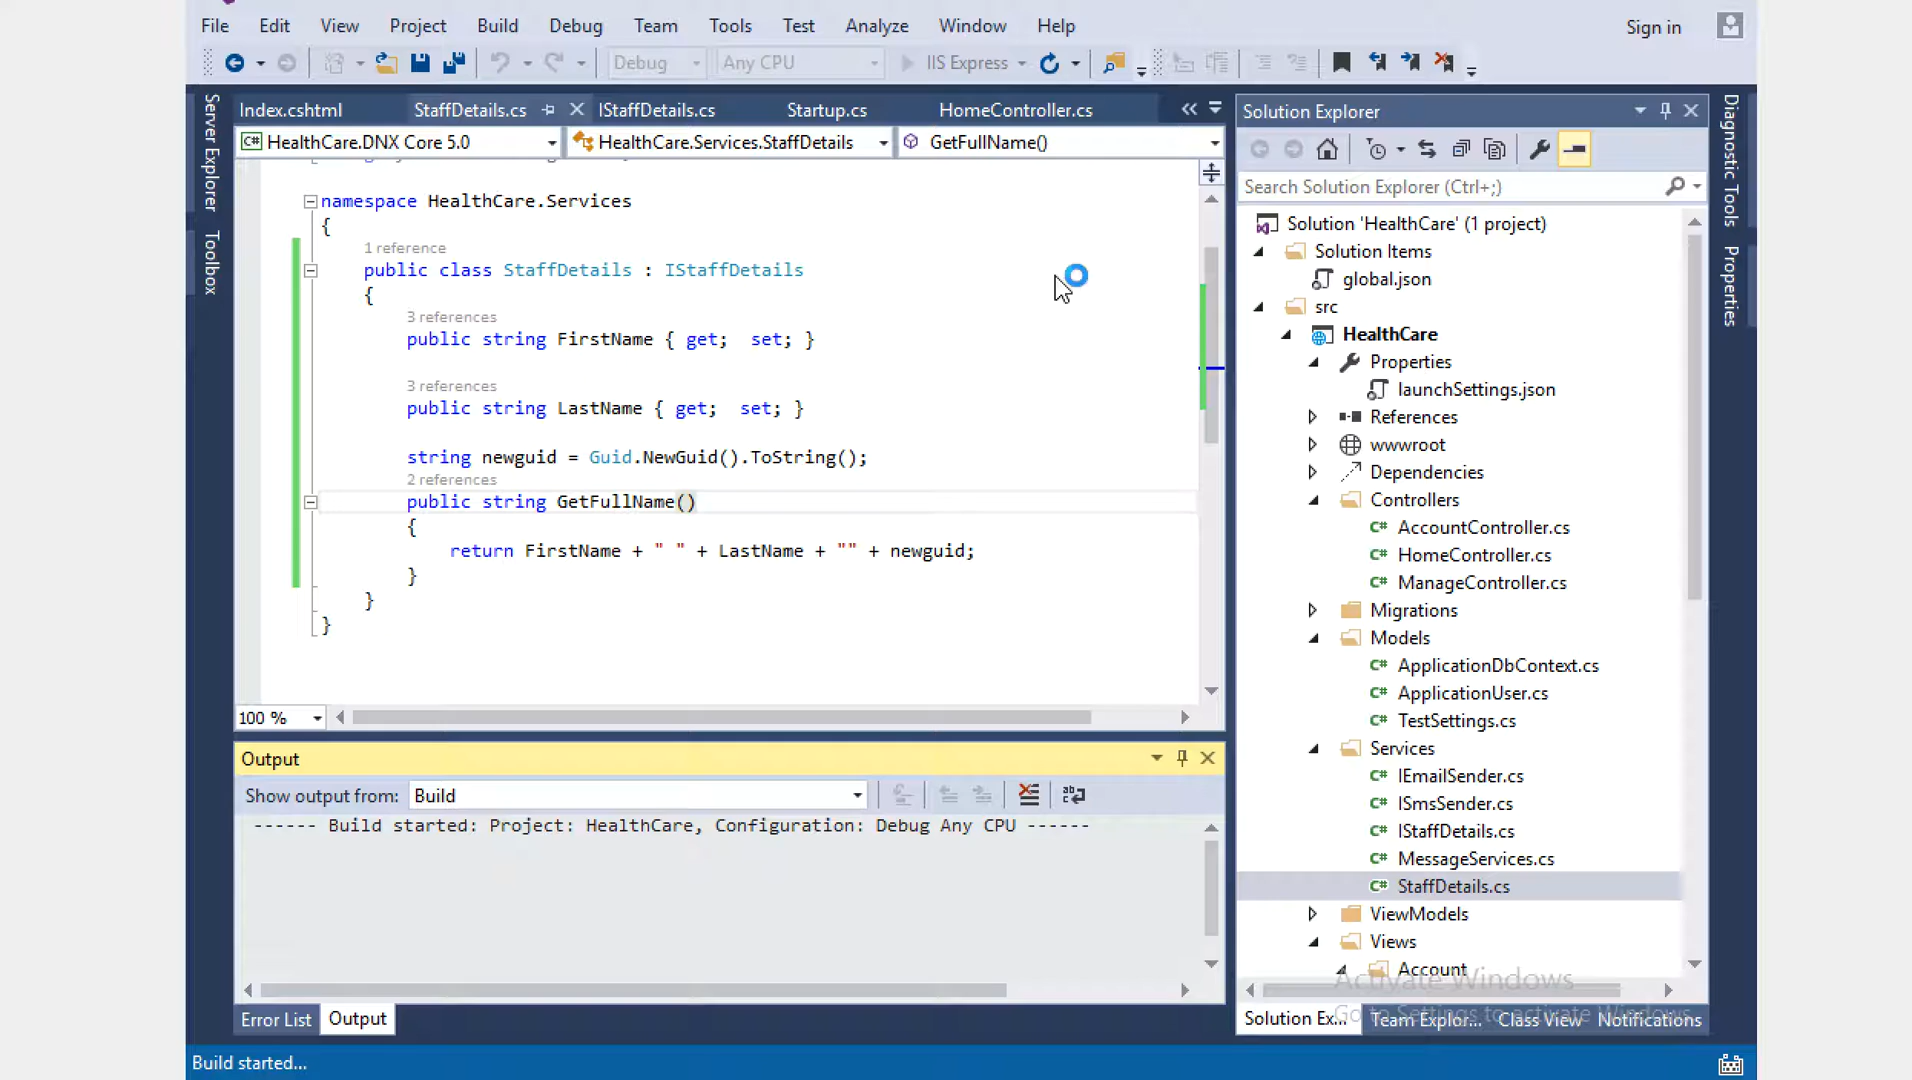 File Edit View Project Build Debug Team Tools Test Analyze Window Help
Sign in
Debug Any CPU IIS Express
Server Explorer
Toolbox
Index.cshtml StaffDetails.cs IStaffDetails.cs Startup.cs HomeController.cs
HealthCare.DNX Core 5.0 HealthCare.Services.StaffDetails GetFullName()
namespace HealthCare.Services
{
1 reference
public class StaffDetails : IStaffDetails
{
3 references
public string FirstName { get; set; }
3 references
public string LastName { get; set; }
string newguid = Guid.NewGuid().ToString();
2 references
public string GetFullName()
{
return FirstName + " " + LastName + "" + newguid;
}
}
}
100 %
Output
Show output from: Build
------ Build started: Project: HealthCare, Configuration: Debug Any CPU ------
Error List Output
Build started...
Solution Explorer
Search Solution Explorer (Ctrl+;)
Solution 'HealthCare' (1 project)
Solution Items
global.json
src
HealthCare
Properties
launchSettings.json
References
wwwroot
Dependencies
Controllers
AccountController.cs
HomeController.cs
ManageController.cs
Migrations
Models
ApplicationDbContext.cs
ApplicationUser.cs
TestSettings.cs
Services
IEmailSender.cs
ISmsSender.cs
IStaffDetails.cs
MessageServices.cs
StaffDetails.cs
ViewModels
Views
Account
Activate Windows
Go to Settings to activate Windows.
Solution Ex... Team Explor... Class View Notifications
Diagnostic Tools
Properties